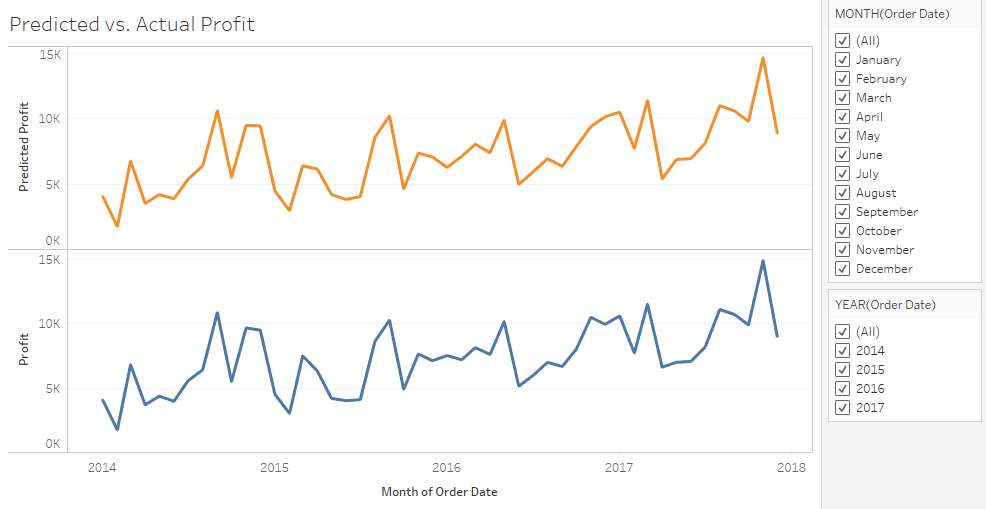 Predicted vs. Actual Profit
Predicted Profit
15K
10K
5K
0K
Profit
15K
10K
5K
0K
2014
2015
2016
2017
2018
Month of Order Date
MONTH(Order Date)
(All)
January
February
March
April
May
June
July
August
September
October
November
December
YEAR(Order Date)
(All)
2014
2015
2016
2017